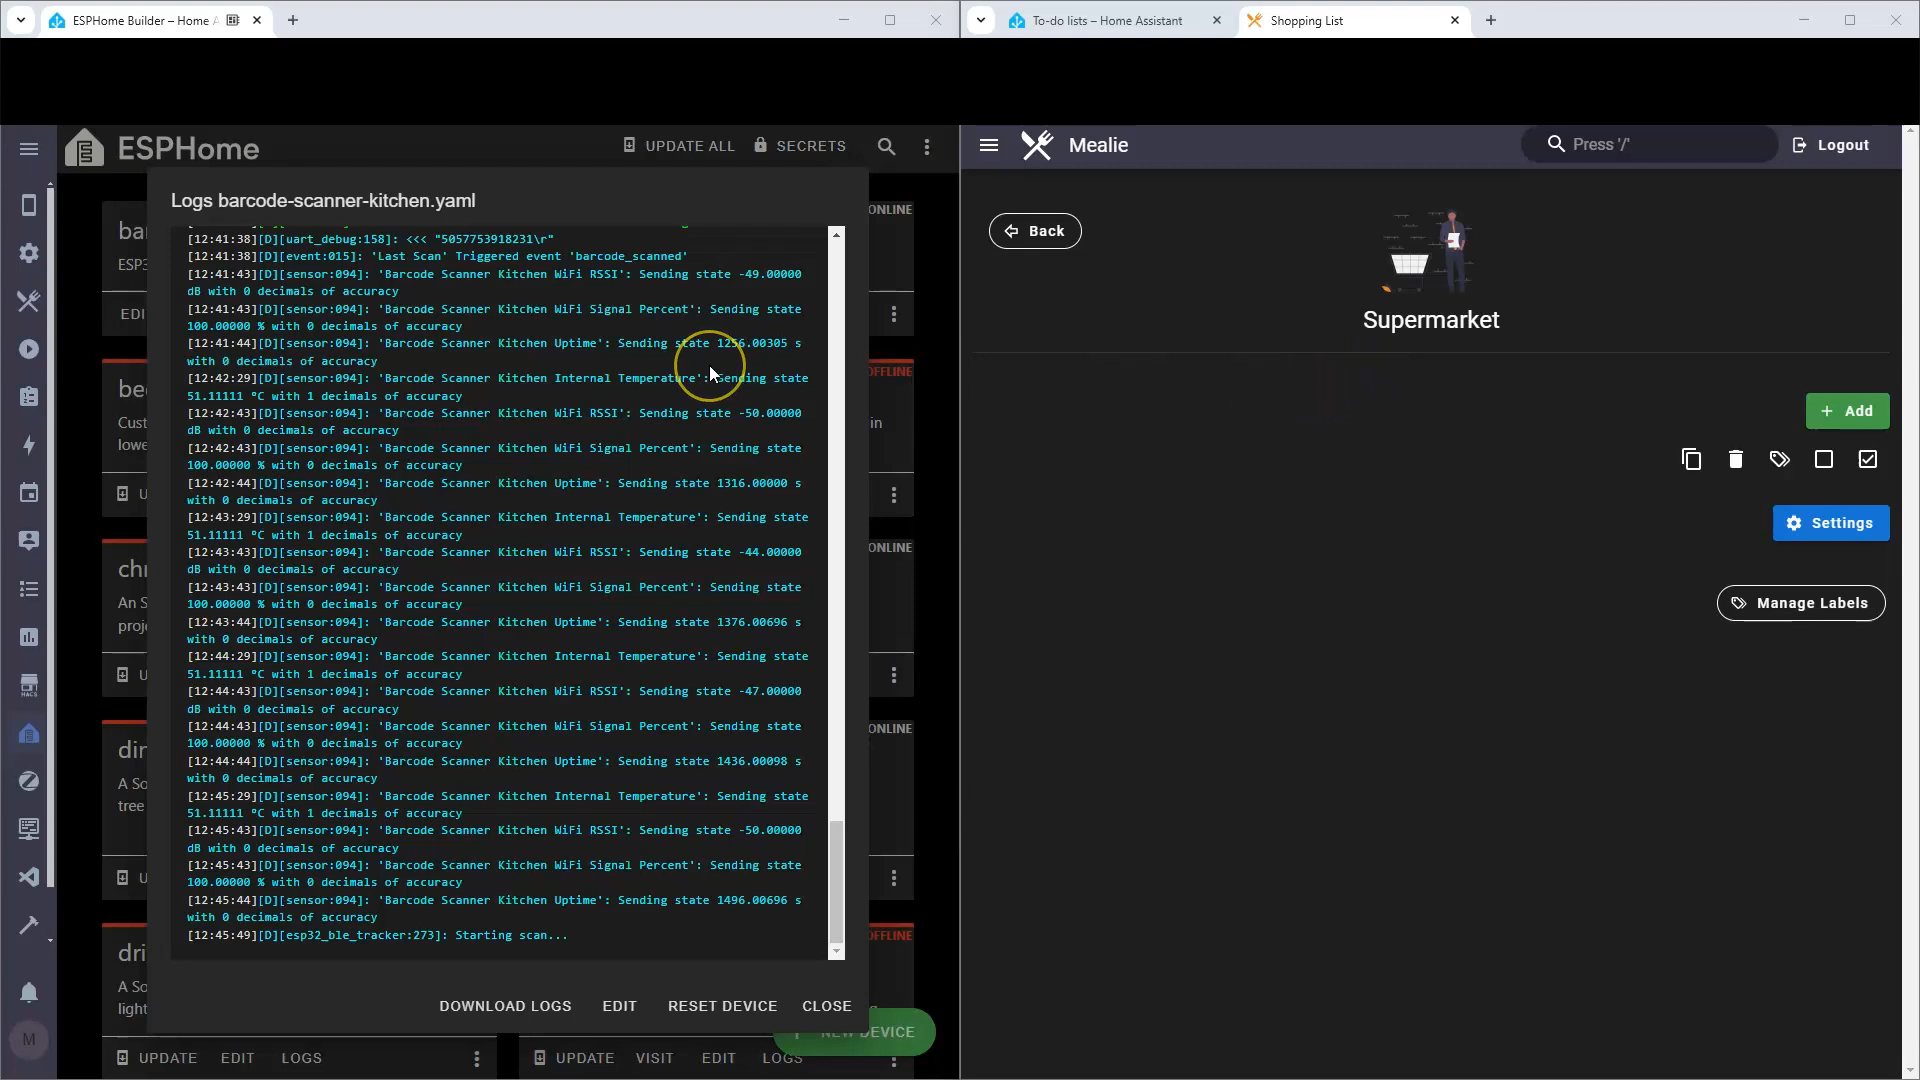 ESPHome Builder – Home A
To-do lists – Home Assistant
Shopping List
ESPHome
UPDATE ALL
SECRETS
Mealie
Press '/'
Logout
Logs barcode-scanner-kitchen.yaml
[12:41:38][D][uart_debug:158]: <<< "5057753918231\r"
[12:41:38][D][event:015]: 'Last Scan' Triggered event 'barcode_scanned'
[12:41:43][D][sensor:094]: 'Barcode Scanner Kitchen WiFi RSSI': Sending state -49.00000
dB with 0 decimals of accuracy
[12:41:43][D][sensor:094]: 'Barcode Scanner Kitchen WiFi Signal Percent': Sending state
100.00000 % with 0 decimals of accuracy
[12:41:44][D][sensor:094]: 'Barcode Scanner Kitchen Uptime': Sending state 1256.00305 s
with 0 decimals of accuracy
[12:42:29][D][sensor:094]: 'Barcode Scanner Kitchen Internal Temperature': Sending state
51.11111 °C with 1 decimals of accuracy
[12:42:43][D][sensor:094]: 'Barcode Scanner Kitchen WiFi RSSI': Sending state -50.00000
dB with 0 decimals of accuracy
[12:42:43][D][sensor:094]: 'Barcode Scanner Kitchen WiFi Signal Percent': Sending state
100.00000 % with 0 decimals of accuracy
[12:42:44][D][sensor:094]: 'Barcode Scanner Kitchen Uptime': Sending state 1316.00000 s
with 0 decimals of accuracy
[12:43:29][D][sensor:094]: 'Barcode Scanner Kitchen Internal Temperature': Sending state
51.11111 °C with 1 decimals of accuracy
[12:43:43][D][sensor:094]: 'Barcode Scanner Kitchen WiFi RSSI': Sending state -44.00000
dB with 0 decimals of accuracy
[12:43:43][D][sensor:094]: 'Barcode Scanner Kitchen WiFi Signal Percent': Sending state
100.00000 % with 0 decimals of accuracy
[12:43:44][D][sensor:094]: 'Barcode Scanner Kitchen Uptime': Sending state 1376.00696 s
with 0 decimals of accuracy
[12:44:29][D][sensor:094]: 'Barcode Scanner Kitchen Internal Temperature': Sending state
51.11111 °C with 1 decimals of accuracy
[12:44:43][D][sensor:094]: 'Barcode Scanner Kitchen WiFi RSSI': Sending state -47.00000
dB with 0 decimals of accuracy
[12:44:43][D][sensor:094]: 'Barcode Scanner Kitchen WiFi Signal Percent': Sending state
100.00000 % with 0 decimals of accuracy
[12:44:44][D][sensor:094]: 'Barcode Scanner Kitchen Uptime': Sending state 1436.00098 s
with 0 decimals of accuracy
[12:45:29][D][sensor:094]: 'Barcode Scanner Kitchen Internal Temperature': Sending state
51.11111 °C with 1 decimals of accuracy
[12:45:43][D][sensor:094]: 'Barcode Scanner Kitchen WiFi RSSI': Sending state -50.00000
dB with 0 decimals of accuracy
[12:45:43][D][sensor:094]: 'Barcode Scanner Kitchen WiFi Signal Percent': Sending state
100.00000 % with 0 decimals of accuracy
[12:45:44][D][sensor:094]: 'Barcode Scanner Kitchen Uptime': Sending state 1496.00696 s
with 0 decimals of accuracy
[12:45:49][D][esp32_ble_tracker:273]: Starting scan...
DOWNLOAD LOGS
EDIT
RESET DEVICE
CLOSE
ba
ESP3
EDI
ONLINE
be
Cust
lowe
OFFLINE
in
U
chr
An S
proje
ONLINE
U
din
A So
tree
ONLINE
U
dri
A So
light
OFFLINE
NEW DEVICE
M
UPDATE
EDIT
LOGS
UPDATE
VISIT
EDIT
LOGS
Back
Supermarket
+ Add
Settings
Manage Labels